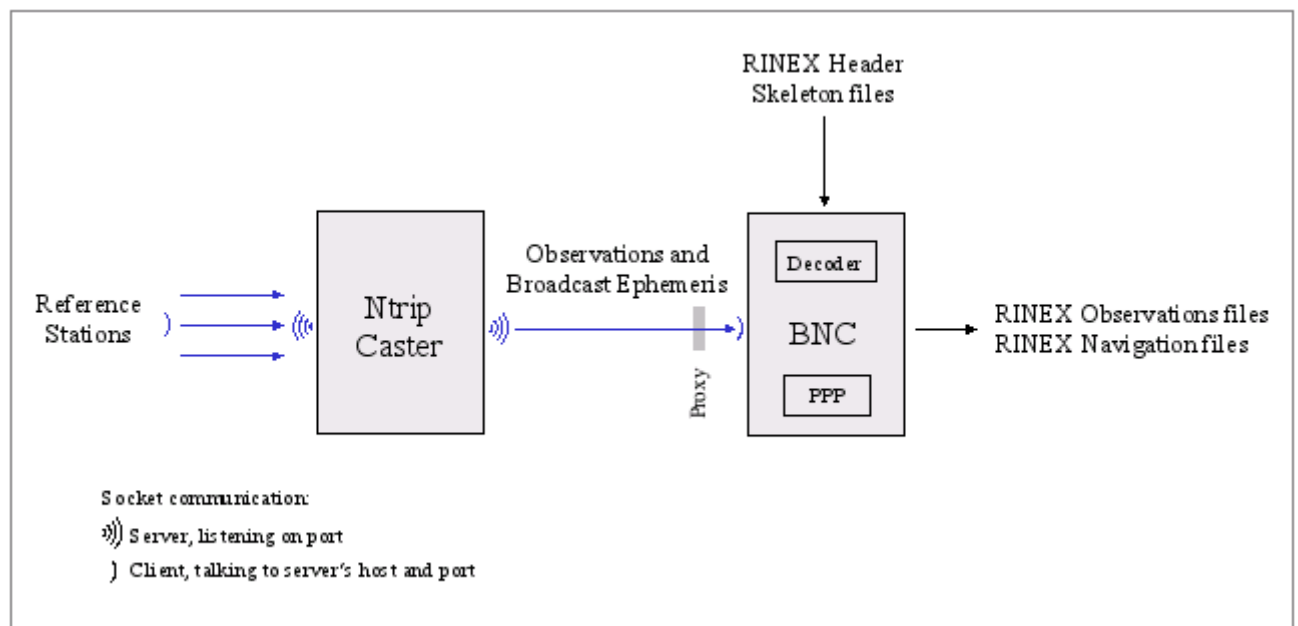 RINEX Header
Skeleton files
Observations and
Broadcast Ephemeris
Decoder
Reference
Stations
Ntrip
Caster
BNC
RINEX Observations files
RINEX Navigation files
Proxy
PPP
Socket communication:
Server, listening on port
Client, talking to server's host and port